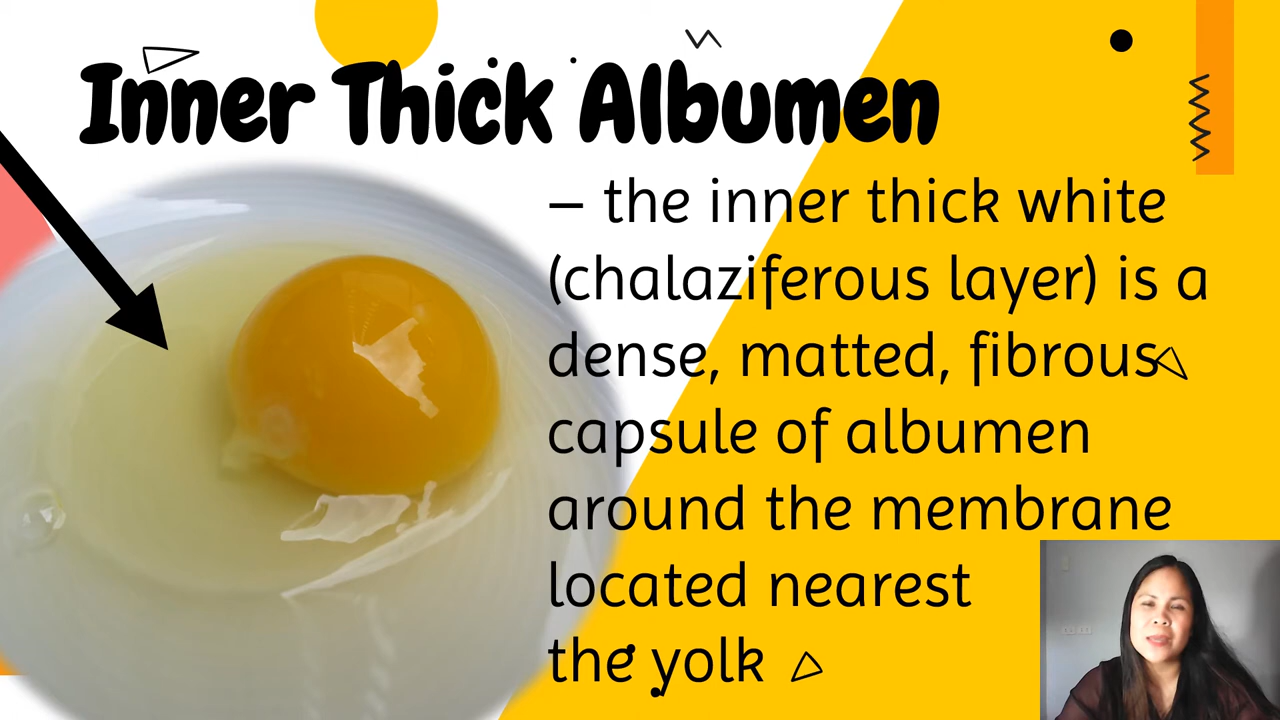 Inner Thick Albumen
– the inner thick white
(chalaziferous layer) is a
dense, matted, fibrous
capsule of albumen
around the membrane
located nearest
the yolk